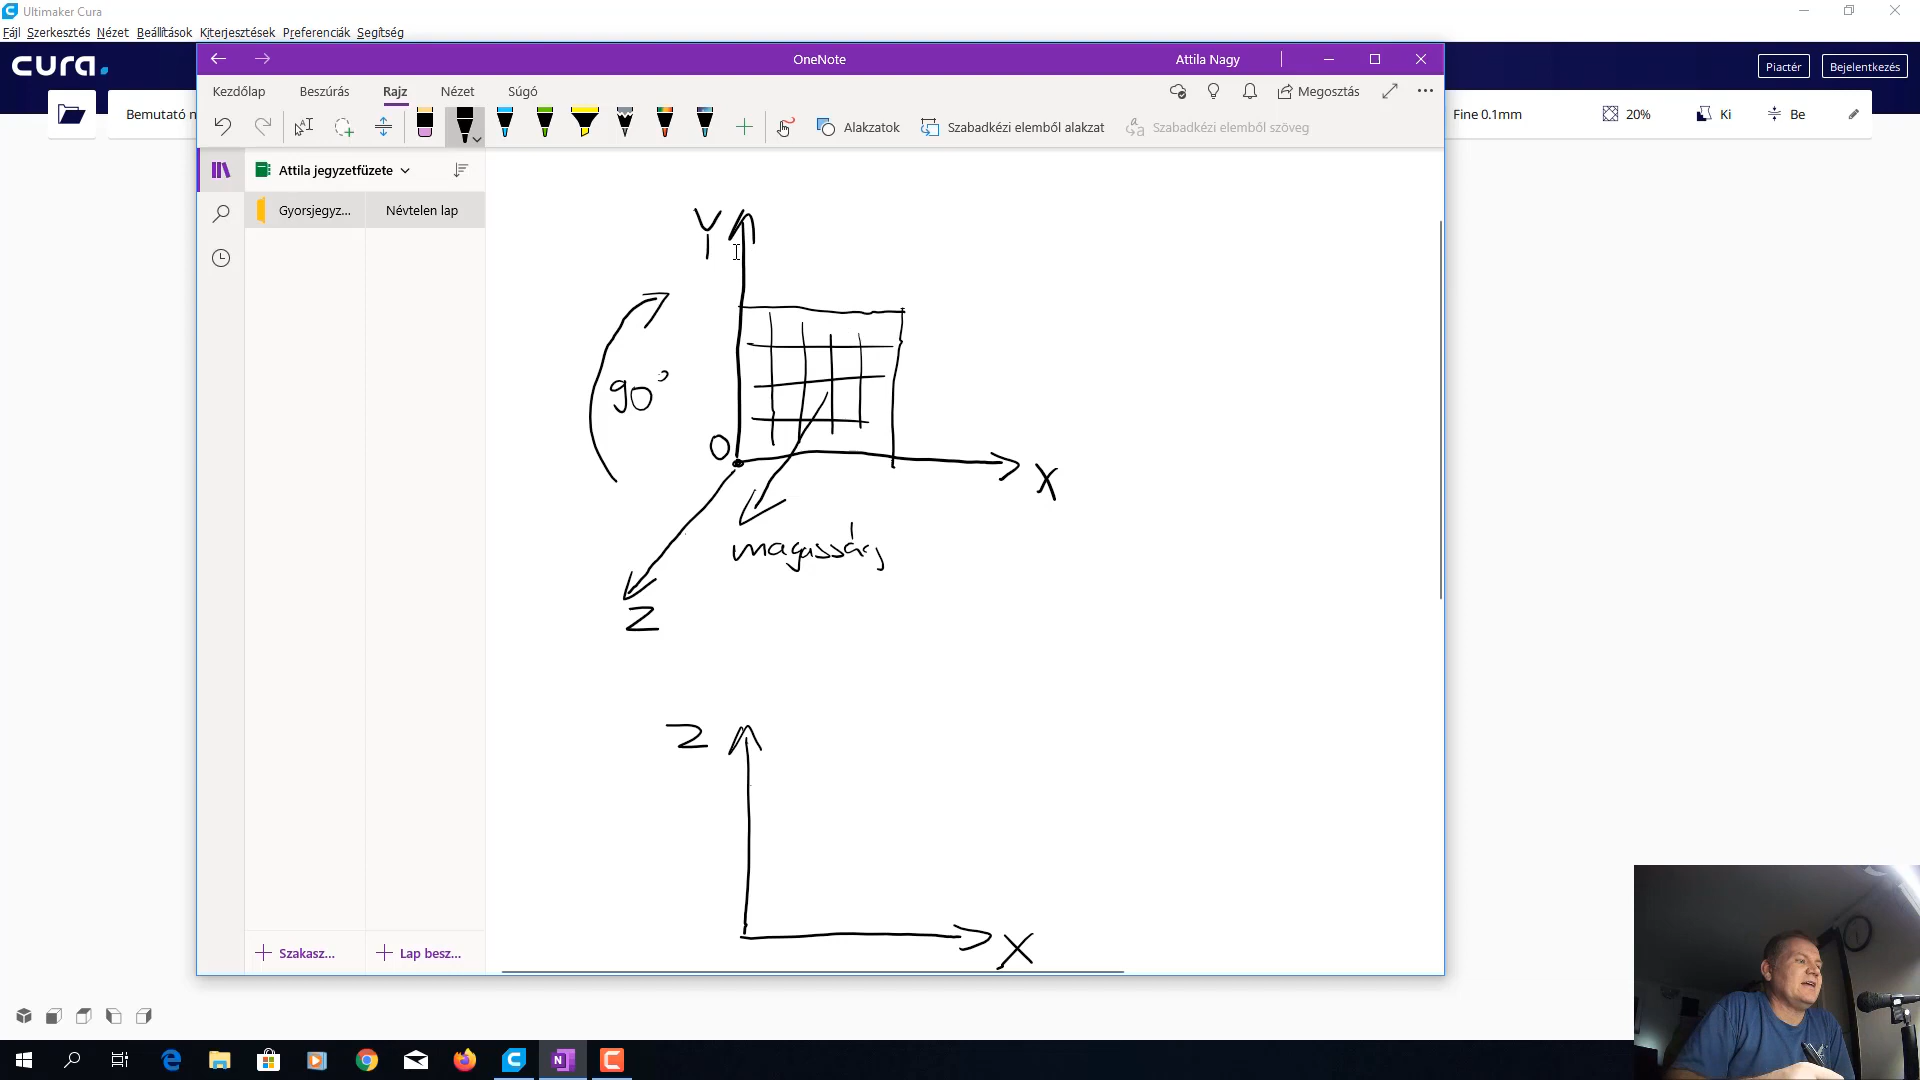 Ultimaker Cura
Fájl Szerkesztés Nézet Beállítások Kiterjesztések Preferenciák Segítség
cura.
Piactér
Bejelentkezés
OneNote
Attila Nagy
Kezdőlap Beszúrás Rajz Nézet Súgó
Megosztás
Bemutató n
Fine 0.1mm
20%
Ki
Be
Alakzatok
Szabadkézi elemből alakzat
Szabadkézi elemből szöveg
Attila jegyzetfüzete
Gyorsjegyz...
Névtelen lap
Y
90°
0
X
magasság
Z
Z
X
Szakasz...
Lap besz...